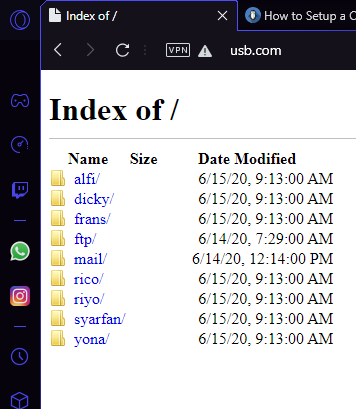 Index of /
How to Setup a C
VPN
usb.com
Index of /
Name Size Date Modified
alfi/ 6/15/20, 9:13:00 AM
dicky/ 6/15/20, 9:13:00 AM
frans/ 6/15/20, 9:13:00 AM
ftp/ 6/14/20, 7:29:00 AM
mail/ 6/14/20, 12:14:00 PM
rico/ 6/15/20, 9:13:00 AM
riyo/ 6/15/20, 9:13:00 AM
syarfan/ 6/15/20, 9:13:00 AM
yona/ 6/15/20, 9:13:00 AM